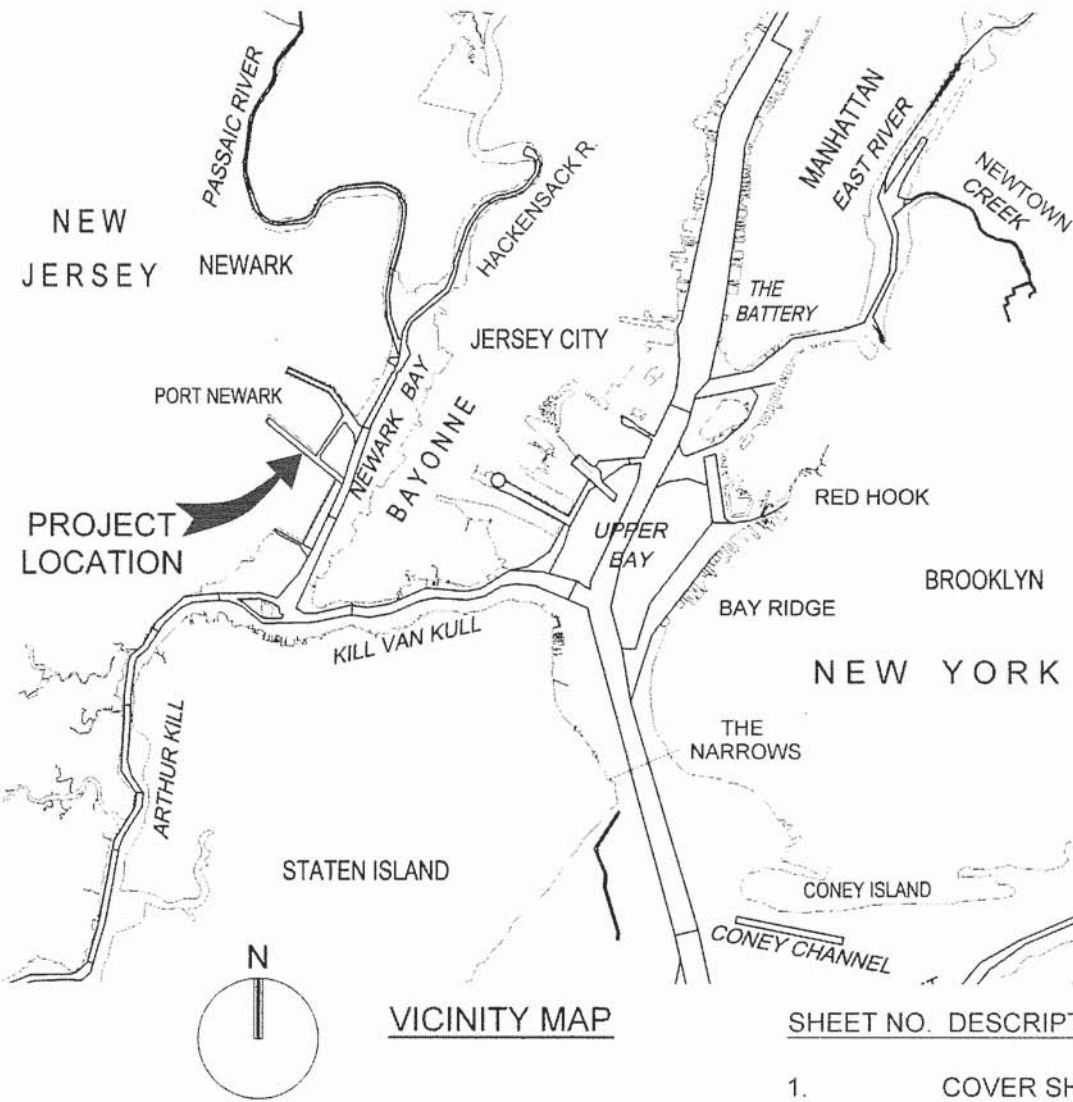 PASSAIC RIVER
MANHATTAN
EAST RIVER
NEWTOWN
CREEK
HACKENSACK R.
NEW
JERSEY
NEWARK
THE
BATTERY
JERSEY CITY
PORT NEWARK
NEWARK BAY
BAYONNE
PROJECT
LOCATION
RED HOOK
UPPER
BAY
BROOKLYN
BAY RIDGE
KILL VAN KULL
NEW YORK
THE
NARROWS
ARTHUR KILL
STATEN ISLAND
CONEY ISLAND
CONEY CHANNEL
N
VICINITY MAP
SHEET NO. DESCRIPT
1. COVER SH